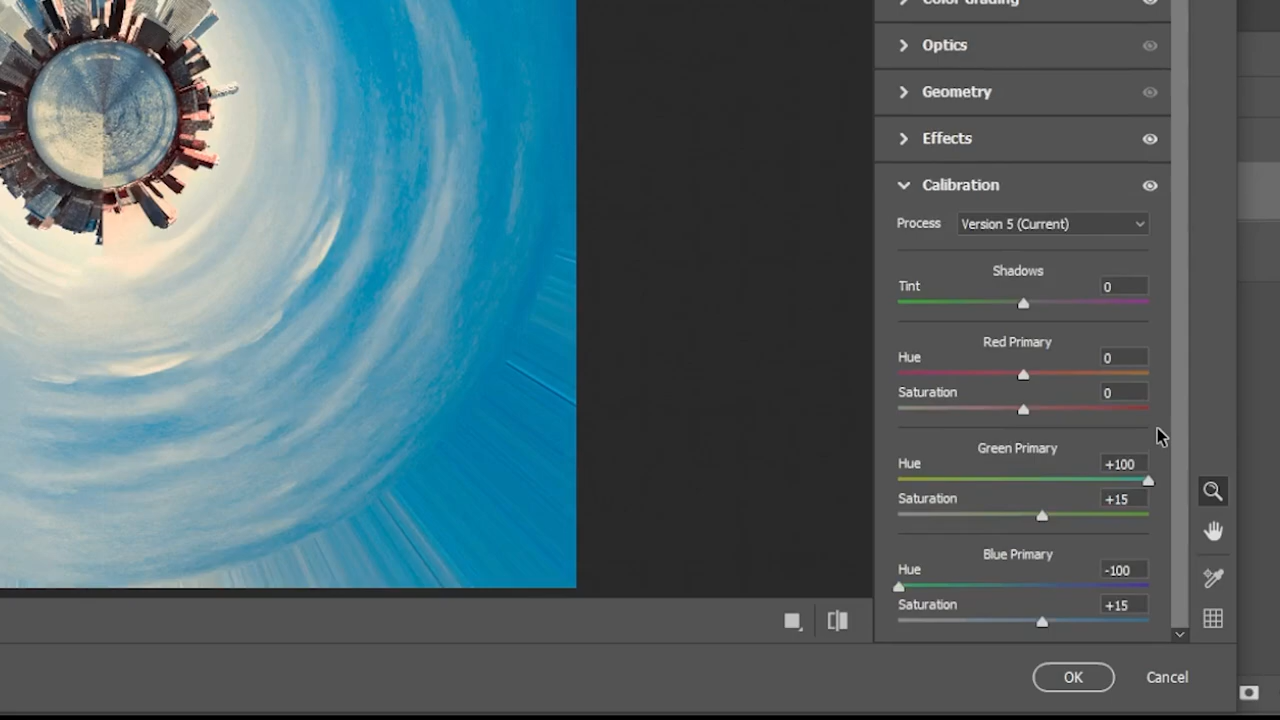 Color Grading
Optics
Geometry
Effects
Calibration
Process Version 5 (Current)
Shadows
Tint 0
Red Primary
Hue 0
Saturation 0
Green Primary
Hue +100
Saturation +15
Blue Primary
Hue -100
Saturation +15
OK Cancel